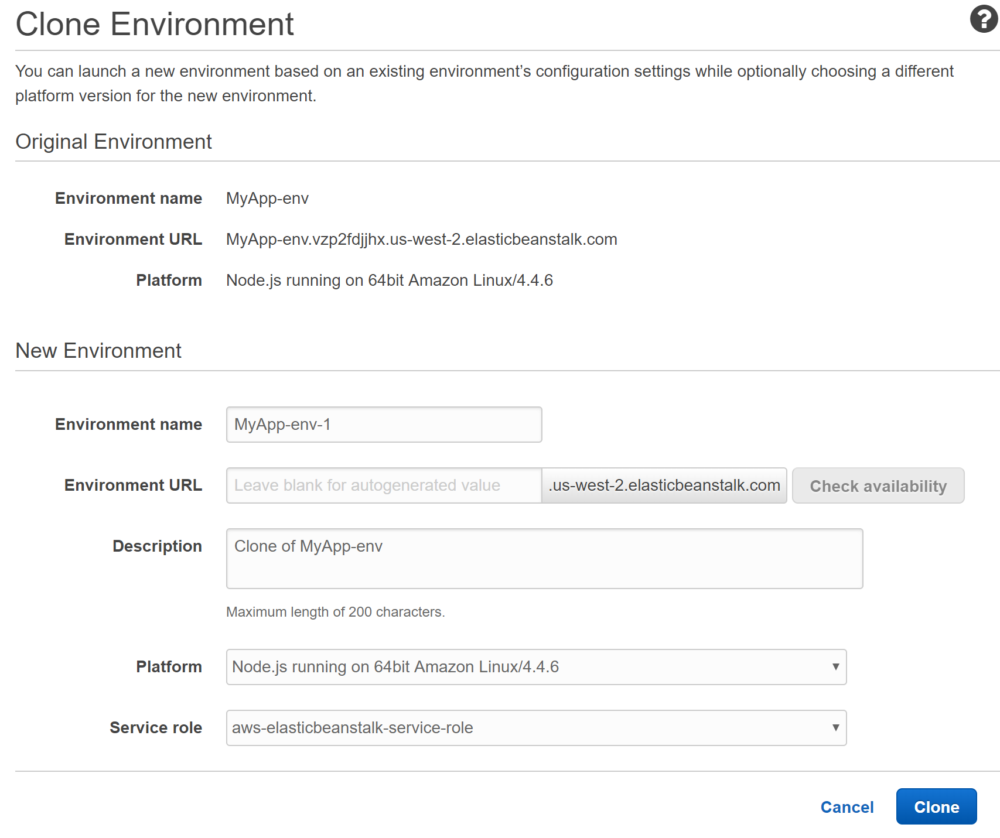 Clone Environment
?
You can launch a new environment based on an existing environment’s configuration settings while optionally choosing a different
platform version for the new environment.
Original Environment
Environment name MyApp-env
Environment URL MyApp-env.vzp2fdjjhx.us-west-2.elasticbeanstalk.com
Platform Node.js running on 64bit Amazon Linux/4.4.6
New Environment
Environment name MyApp-env-1
Environment URL Leave blank for autogenerated value .us-west-2.elasticbeanstalk.com Check availability
Description Clone of MyApp-env
Maximum length of 200 characters.
Platform Node.js running on 64bit Amazon Linux/4.4.6
Service role aws-elasticbeanstalk-service-role
Cancel Clone